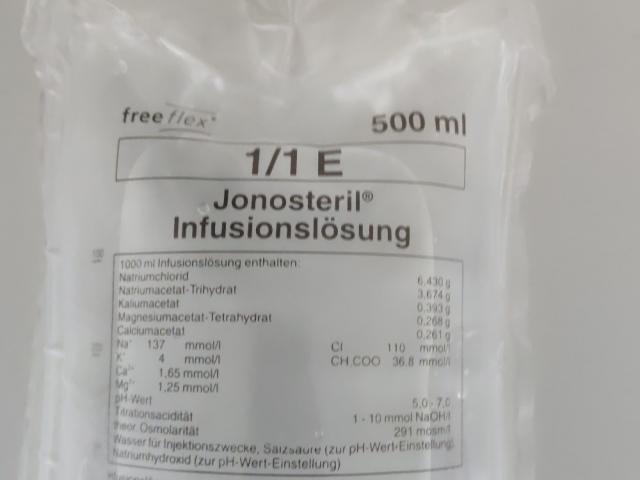 freeflex® 500 ml
1/1 E
Jonosteril®
Infusionslösung
1000 ml Infusionslösung enthalten:
Natriumchlorid 6,430 g
Natriumacetat-Trihydrat 3,674 g
Kaliumacetat 0,393 g
Magnesiumacetat-Tetrahydrat 0,268 g
Calciumacetat 0,261 g
Na⁺ 137 mmol/l Cl⁻ 110 mmol/l
K⁺ 4 mmol/l CH₃COO⁻ 36.8 mmol/l
Ca²⁺ 1,65 mmol/l
Mg²⁺ 1,25 mmol/l
pH-Wert 5,0 - 7,0
Titrationsacidität 1 - 10 mmol NaOH/l
theor. Osmolarität 291 mosm/l
Wasser für Injektionszwecke, Salzsäure (zur pH-Wert-Einstellung),
Natriumhydroxid (zur pH-Wert-Einstellung)